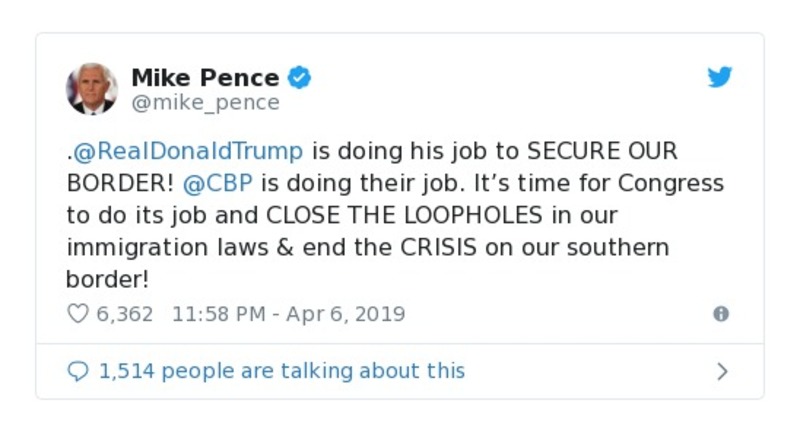 Mike Pence
@mike_pence
.@RealDonaldTrump is doing his job to SECURE OUR
BORDER! @CBP is doing their job. It’s time for Congress
to do its job and CLOSE THE LOOPHOLES in our
immigration laws & end the CRISIS on our southern
border!
6,362 11:58 PM - Apr 6, 2019
1,514 people are talking about this